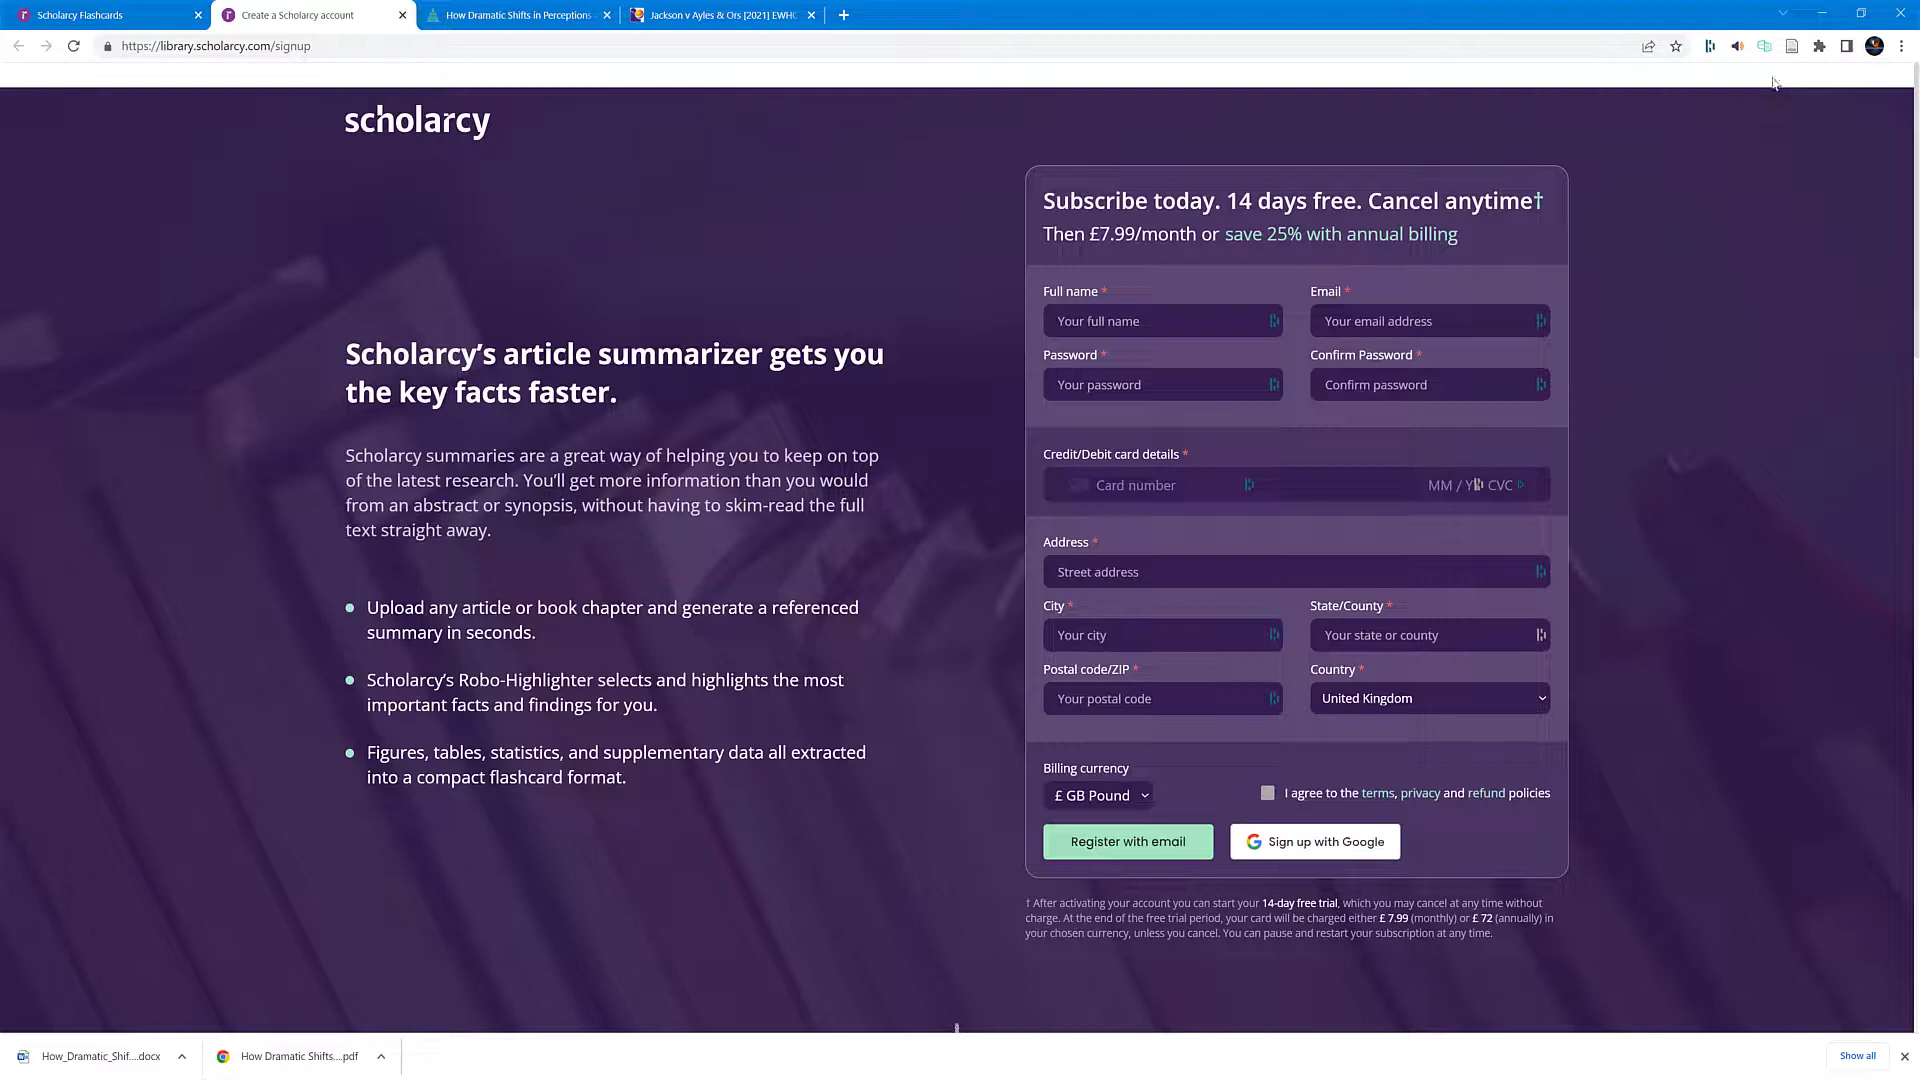 Scholarcy Flashcards
Create a Scholarcy account
How Dramatic Shifts in Perceptions
Jackson v Ayles & Ors [2021] EWHC
https://library.scholarcy.com/signup
scholarcy
Scholarcy’s article summarizer gets you
the key facts faster.
Scholarcy summaries are a great way of helping you to keep on top
of the latest research. You’ll get more information than you would
from an abstract or synopsis, without having to skim-read the full
text straight away.
Upload any article or book chapter and generate a referenced
summary in seconds.
Scholarcy’s Robo-Highlighter selects and highlights the most
important facts and findings for you.
Figures, tables, statistics, and supplementary data all extracted
into a compact flashcard format.
Subscribe today. 14 days free. Cancel anytime†
Then £7.99/month or save 25% with annual billing
Full name * Email *
Your full name Your email address
Password * Confirm Password *
Your password Confirm password
Credit/Debit card details *
Card number MM / Y CVC
Address *
Street address
City * State/County *
Your city Your state or county
Postal code/ZIP * Country *
Your postal code United Kingdom
Billing currency
£ GB Pound I agree to the terms, privacy and refund policies
Register with email Sign up with Google
† After activating your account you can start your 14-day free trial, which you may cancel at any time without
charge. At the end of the free trial period, your card will be charged either £ 7.99 (monthly) or £ 72 (annually) in
your chosen currency, unless you cancel. You can pause and restart your subscription at any time.
How_Dramatic_Shif....docx
How Dramatic Shifts....pdf
Show all